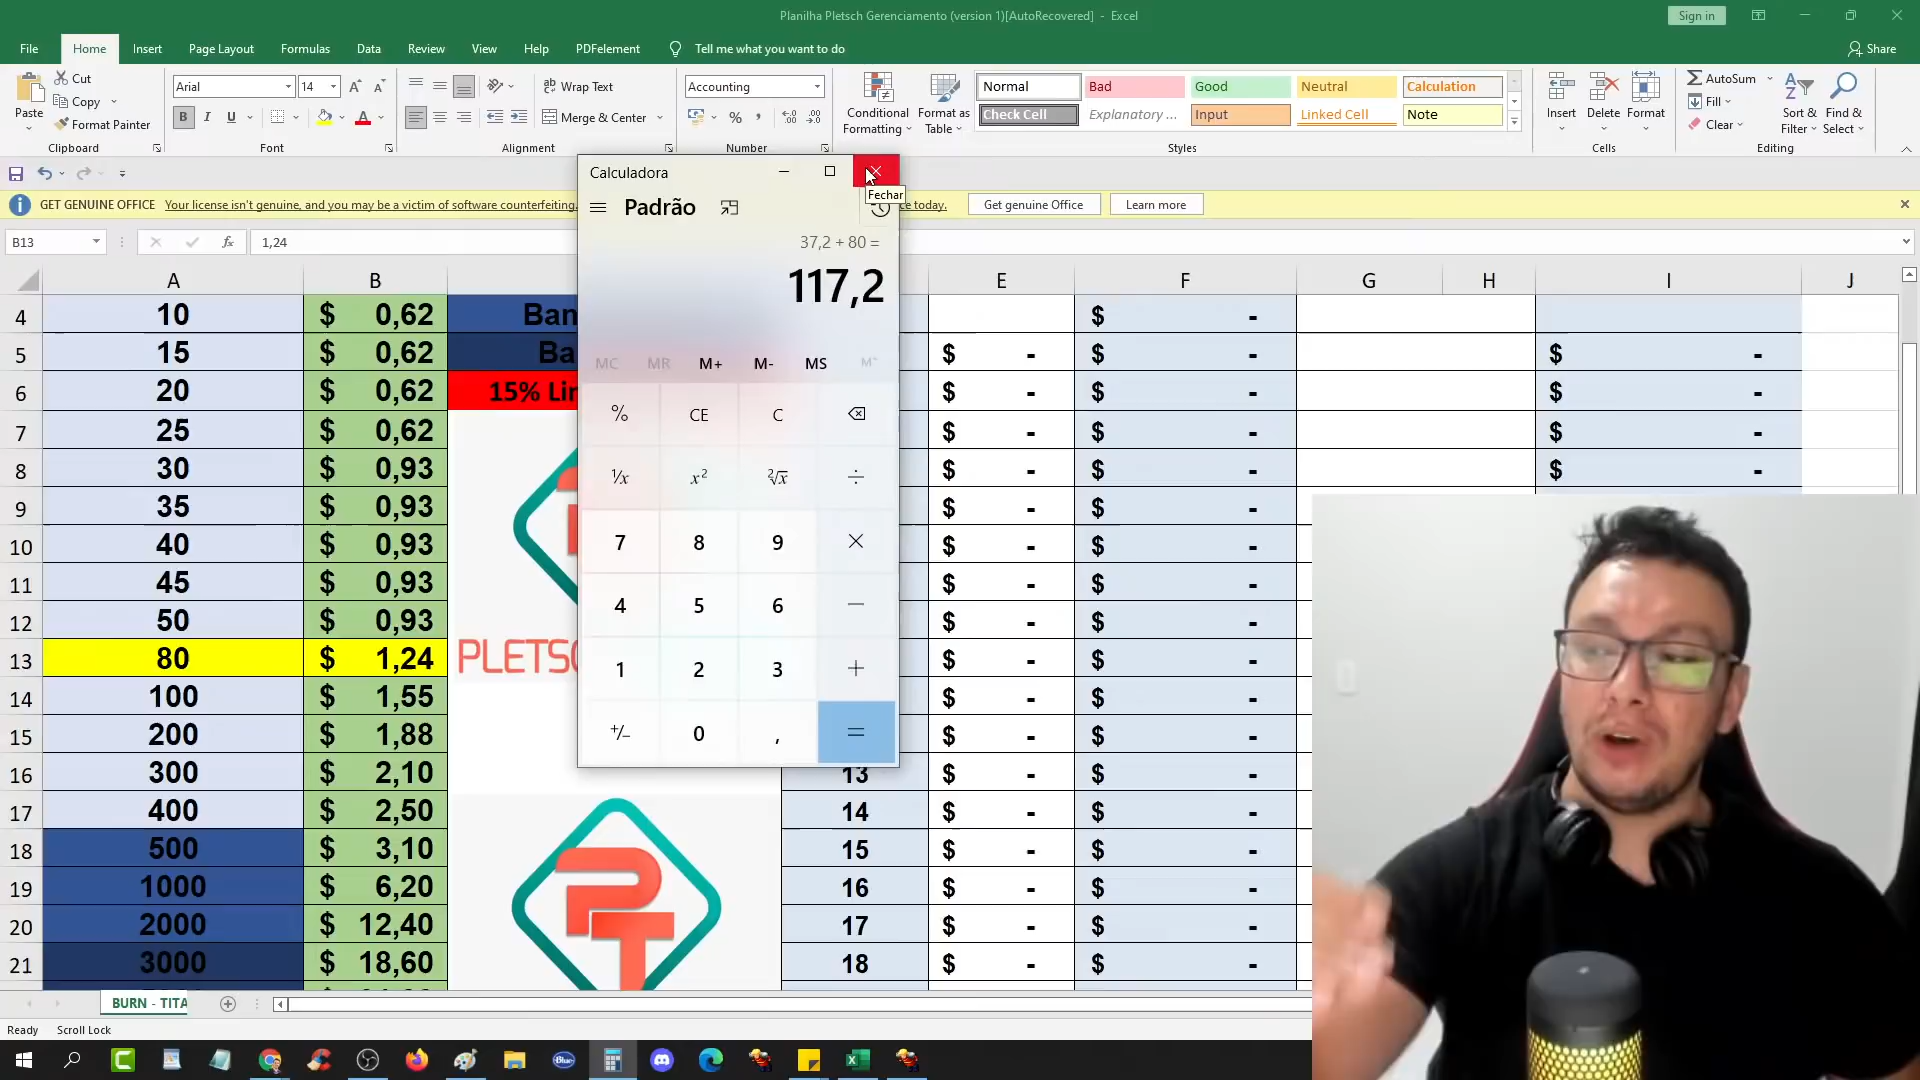 Planilha Pletsch Gerenciamento (version 1)[AutoRecovered] - Excel
Sign in
File Home Insert Page Layout Formulas Data Review View Help PDFelement Tell me what you want to do Share
Paste Cut Copy Format Painter
Clipboard
Arial 14
B I U
Font
Wrap Text
Merge & Center
Alignment
Accounting
% ,
Number
Conditional Formatting
Format as Table
Normal Bad Good Neutral Calculation
Check Cell Explanatory ... Input Linked Cell Note
Styles
Insert Delete Format
Cells
AutoSum
Fill
Clear
Sort & Filter
Find & Select
Editing
GET GENUINE OFFICE Your license isn't genuine, and you may be a victim of software counterfeiting.
ce today. Get genuine Office Learn more
B13 fx 1,24
Calculadora
Fechar
Padrão
37,2 + 80 =
117,2
MC MR M+ M- MS M
% CE C
1/x x² ²√x ÷
7 8 9 ×
4 5 6 −
1 2 3 +
+/− 0 , =
A B E F G H I J
4 10 $ 0,62 Ban $ -
5 15 $ 0,62 Ba $ - $ - $ -
6 20 $ 0,62 15% Lin $ - $ - $ -
7 25 $ 0,62 $ - $ - $ -
8 30 $ 0,93 $ - $ - $ -
9 35 $ 0,93 $ - $ -
10 40 $ 0,93 $ - $ -
11 45 $ 0,93 $ - $ -
12 50 $ 0,93 $ - $ -
13 80 $ 1,24 PLETSC $ - $ -
14 100 $ 1,55 $ - $ -
15 200 $ 1,88 $ - $ -
16 300 $ 2,10 13 $ - $ -
17 400 $ 2,50 14 $ - $ -
18 500 $ 3,10 15 $ - $ -
19 1000 $ 6,20 16 $ - $ -
20 2000 $ 12,40 17 $ - $ -
21 3000 $ 18,60 18 $ - $ -
PT
BURN - TITA
Ready Scroll Lock
Blue